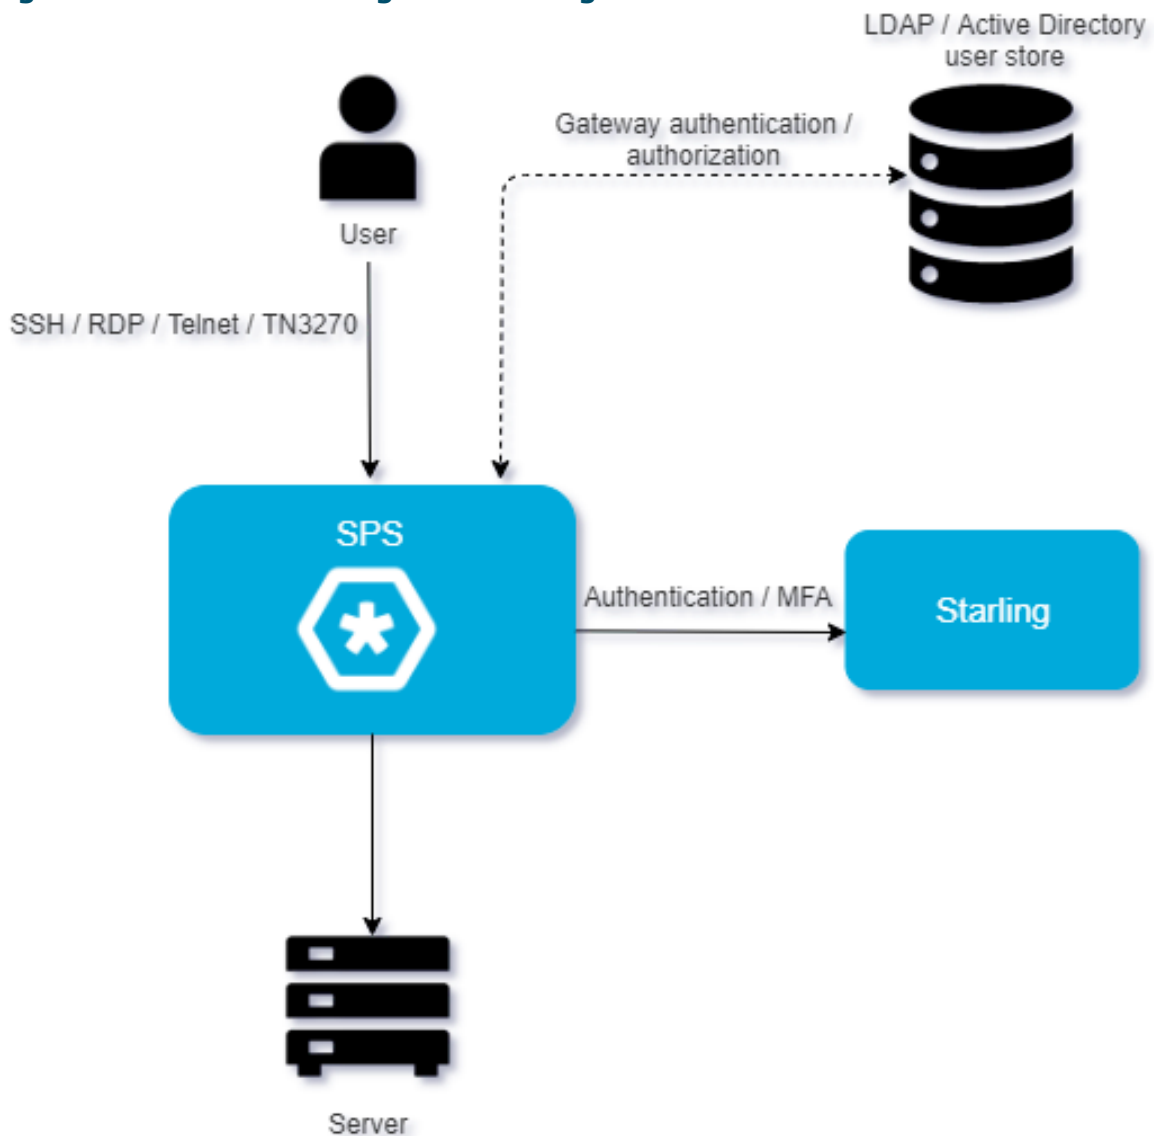 LDAP / Active Directory
user store
Gateway authentication /
authorization
User
SSH / RDP / Telnet / TN3270
SPS
Authentication / MFA
Starling
Server